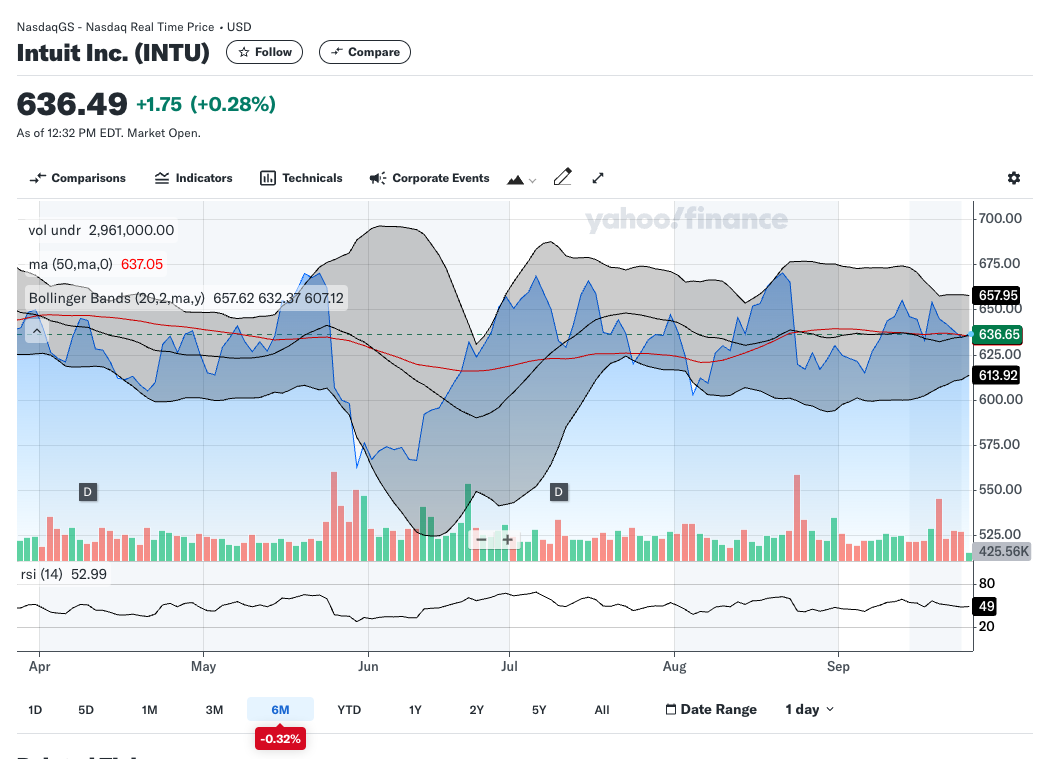 NasdaqGS - Nasdaq Real Time Price • USD
Intuit Inc. (INTU) Follow Compare
636.49 +1.75 (+0.28%)
As of 12:32 PM EDT. Market Open.
Comparisons Indicators Technicals Corporate Events
yahoo!finance
vol undr 2,961,000.00
ma (50,ma,0) 637.05
Bollinger Bands (20,2,ma,y) 657.62 632.37 607.12
700.00
675.00
657.95
650.00
636.65
625.00
613.92
600.00
575.00
550.00
525.00
425.56K
D D
rsi (14) 52.99
80
49
20
Apr May Jun Jul Aug Sep
1D 5D 1M 3M 6M YTD 1Y 2Y 5Y All Date Range 1 day
-0.32%